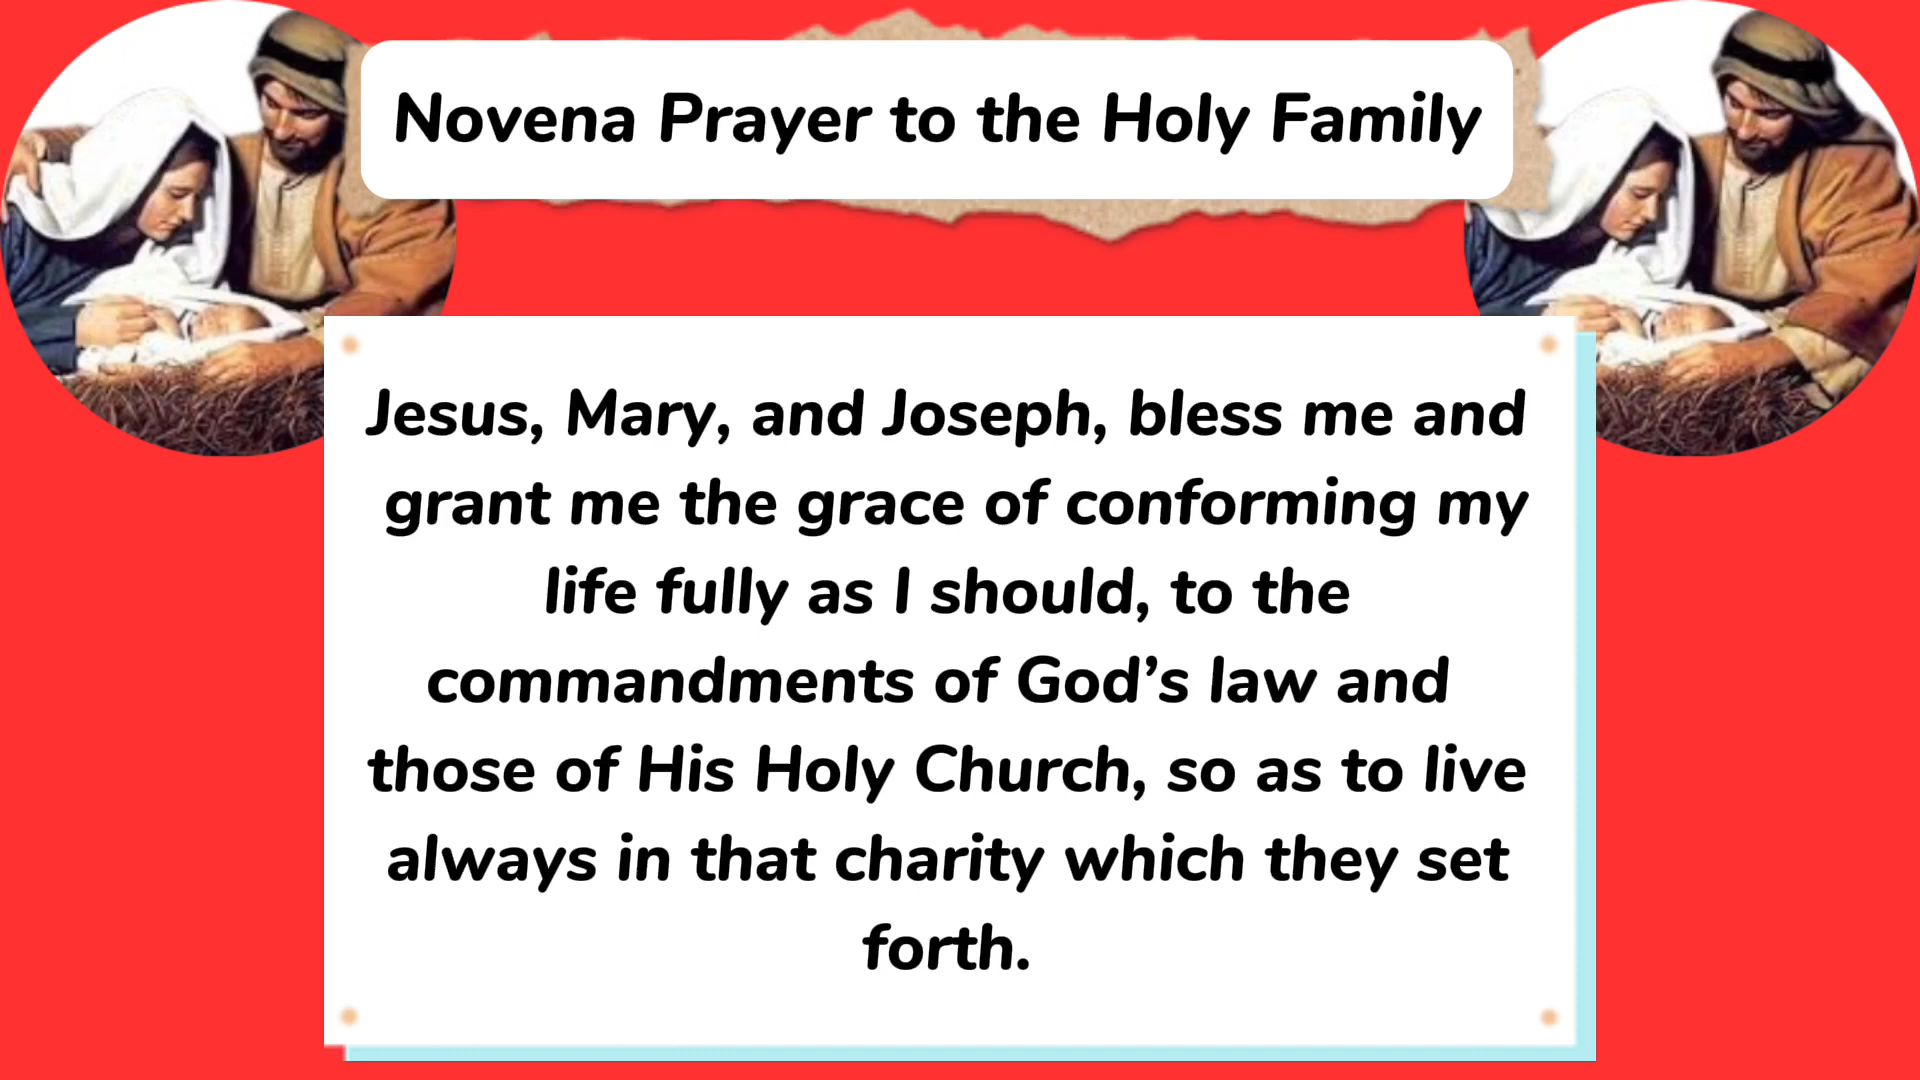 Novena Prayer to the Holy Family
Jesus, Mary, and Joseph, bless me and
grant me the grace of conforming my
life fully as I should, to the
commandments of God’s law and
those of His Holy Church, so as to live
always in that charity which they set
forth.